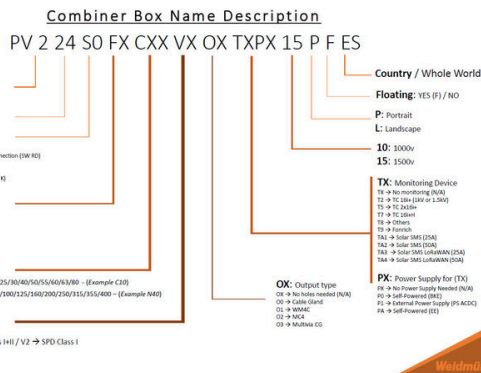 Combiner Box Name Description
PV 2 24 S0 FX CXX VX OX TXPX 15 P F ES
Country / Whole World
Floating: YES (F) / NO
P: Portrait
L: Landscape
10: 1000v
15: 1500v
nection (SW RD)
TX: Monitoring Device
TX → No monitoring (N/A)
T2 → TC 16I+ (1kV or 1.5kV)
T5 → TC 2x16I+
T7 → TC 16I+H
T8 → Others
T9 → Fonrich
TA1 → Solar SMS (25A)
TA2 → Solar SMS (50A)
TA3 → Solar SMS LoRaWAN (25A)
TA4 → Solar SMS LoRaWAN (50A)
PX: Power Supply for (TX)
PX → No Power Supply Needed (N/A)
P0 → Self-Powered (BKE)
P1 → External Power Supply (PS ACDC)
PA → Self-Powered (EE)
25/30/40/50/55/60/63/80 - (Example C10)
/100/125/160/200/250/315/355/400 – (Example N40)
OX: Output type
OX → No holes needed (N/A)
O0 → Cable Gland
O1 → WM4C
O2 → MC4
O3 → Multivia CG
s I+II / V2 → SPD Class I
Weidmü